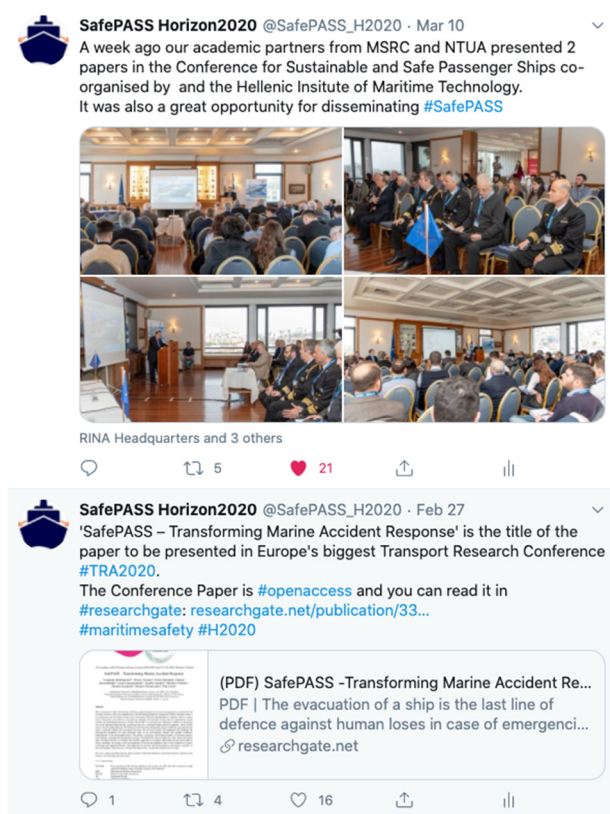 SafePASS Horizon2020 @SafePASS_H2020 · Mar 10
A week ago our academic partners from MSRC and NTUA presented 2
papers in the Conference for Sustainable and Safe Passenger Ships co-
organised by  and the Hellenic Insitute of Maritime Technology.
It was also a great opportunity for disseminating #SafePASS
RINA Headquarters and 3 others
5 21
SafePASS Horizon2020 @SafePASS_H2020 · Feb 27
'SafePASS – Transforming Marine Accident Response' is the title of the
paper to be presented in Europe's biggest Transport Research Conference
#TRA2020.
The Conference Paper is #openaccess and you can read it in
#researchgate: researchgate.net/publication/33...
#maritimesafety #H2020
(PDF) SafePASS -Transforming Marine Accident Re...
PDF | The evacuation of a ship is the last line of
defence against human loses in case of emergenci...
researchgate.net
1 4 16